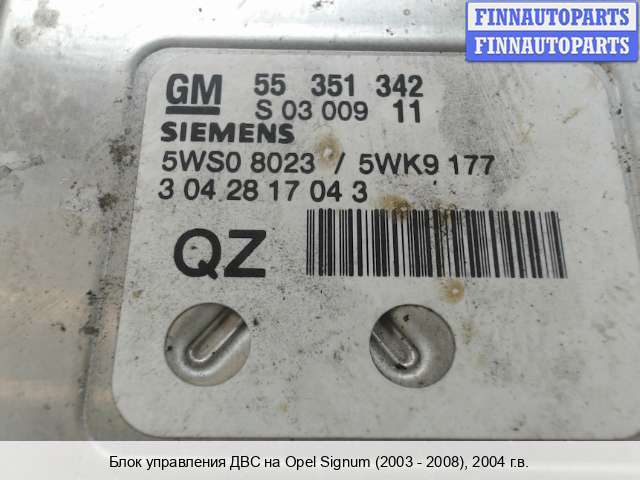 FINNAUTOPARTS
FINNAUTOPARTS
GM 55 351 342
S 03 009 11
SIEMENS
5WS0 8023 / 5WK9 177
3 04 28 17 04 3
QZ
Блок управления ДВС на Opel Signum (2003 - 2008), 2004 г.в.